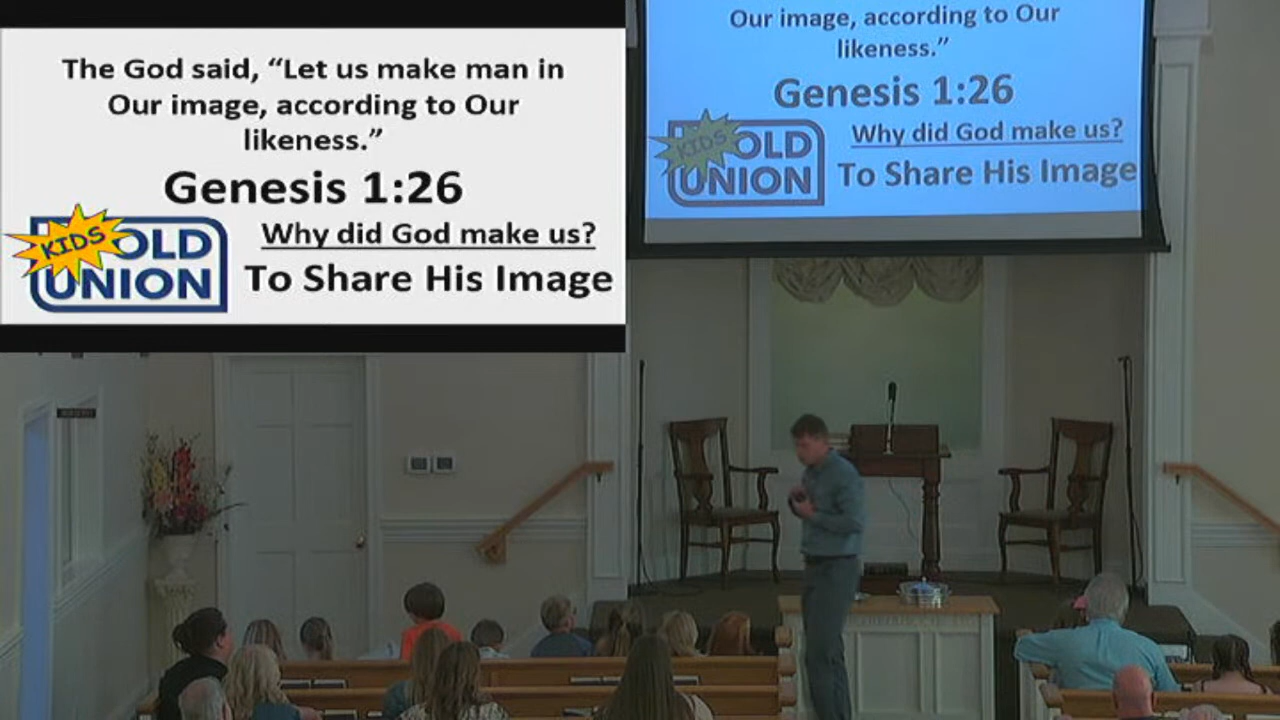 The God said, “Let us make man in
Our image, according to Our
likeness.”
Genesis 1:26
KIDS OLD
UNION
Why did God make us?
To Share His Image
Our image, according to Our
likeness.”
Genesis 1:26
KIDS OLD
UNION
Why did God make us?
To Share His Image